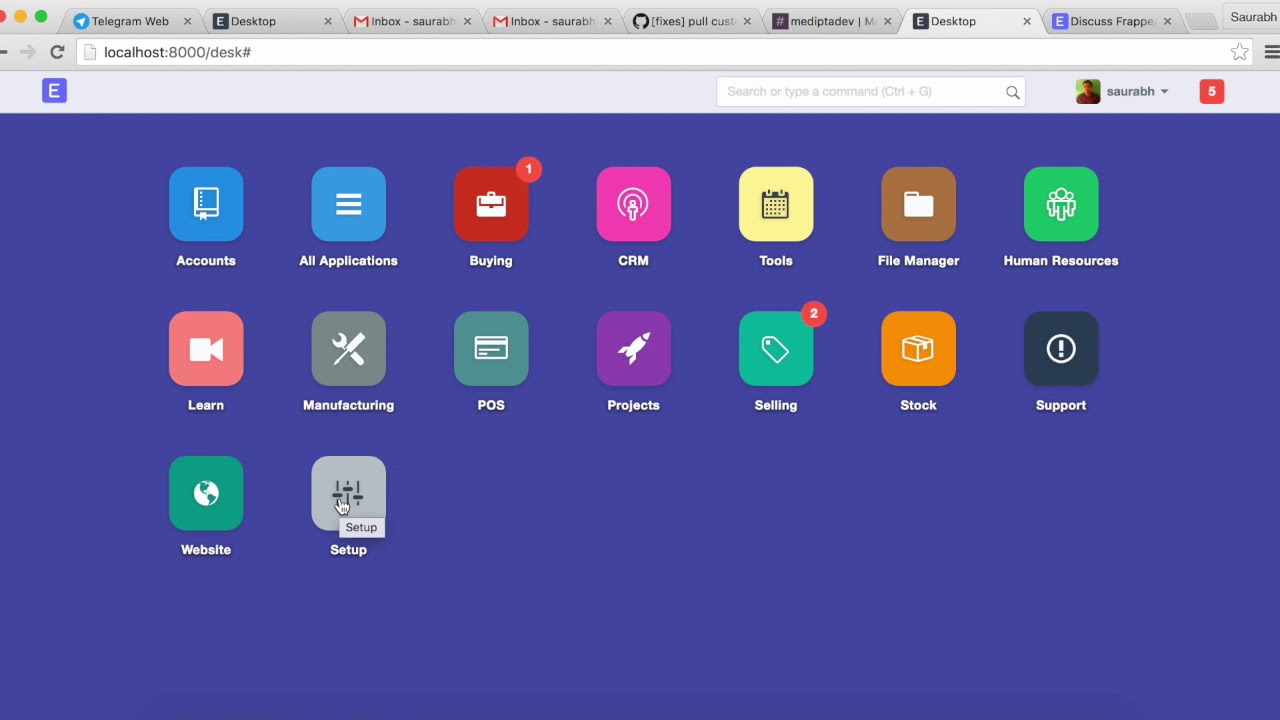 Telegram Web
Desktop
Inbox - saurabh
Inbox - saurabh
[fixes] pull cust
mediptadev | M
Desktop
Discuss Frappe/
Saurabh
localhost:8000/desk#
E
Search or type a command (Ctrl + G)
saurabh
5
1
Accounts
All Applications
Buying
CRM
Tools
File Manager
Human Resources
2
Learn
Manufacturing
POS
Projects
Selling
Stock
Support
Setup
Website
Setup